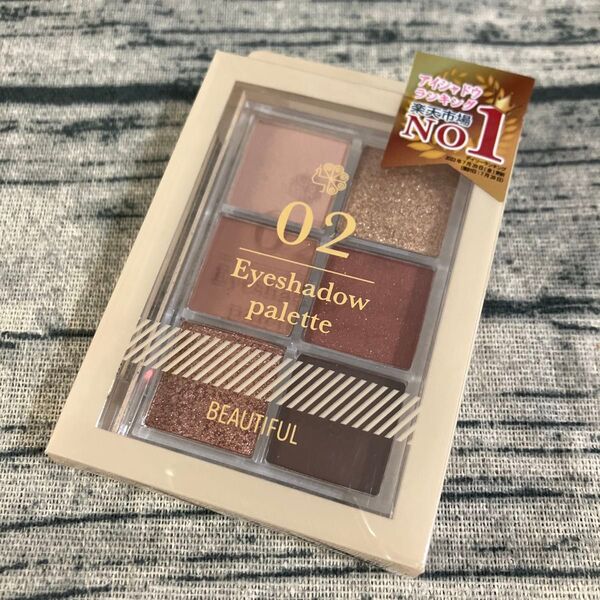 アイシャドウ
ランキング
楽天市場
NO1
02
Eyeshadow
palette
BEAUTIFUL